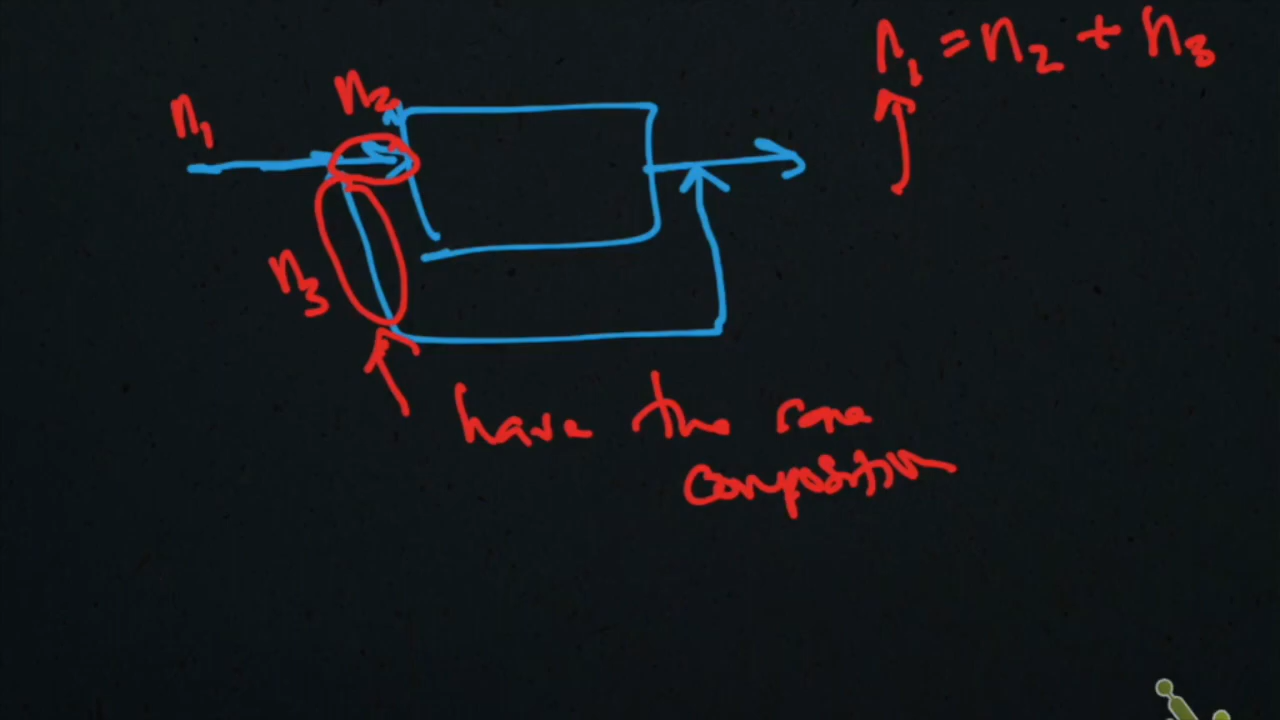 n₁ = n₂ + n₃
n₂
n₁
n₃
have the same
composition